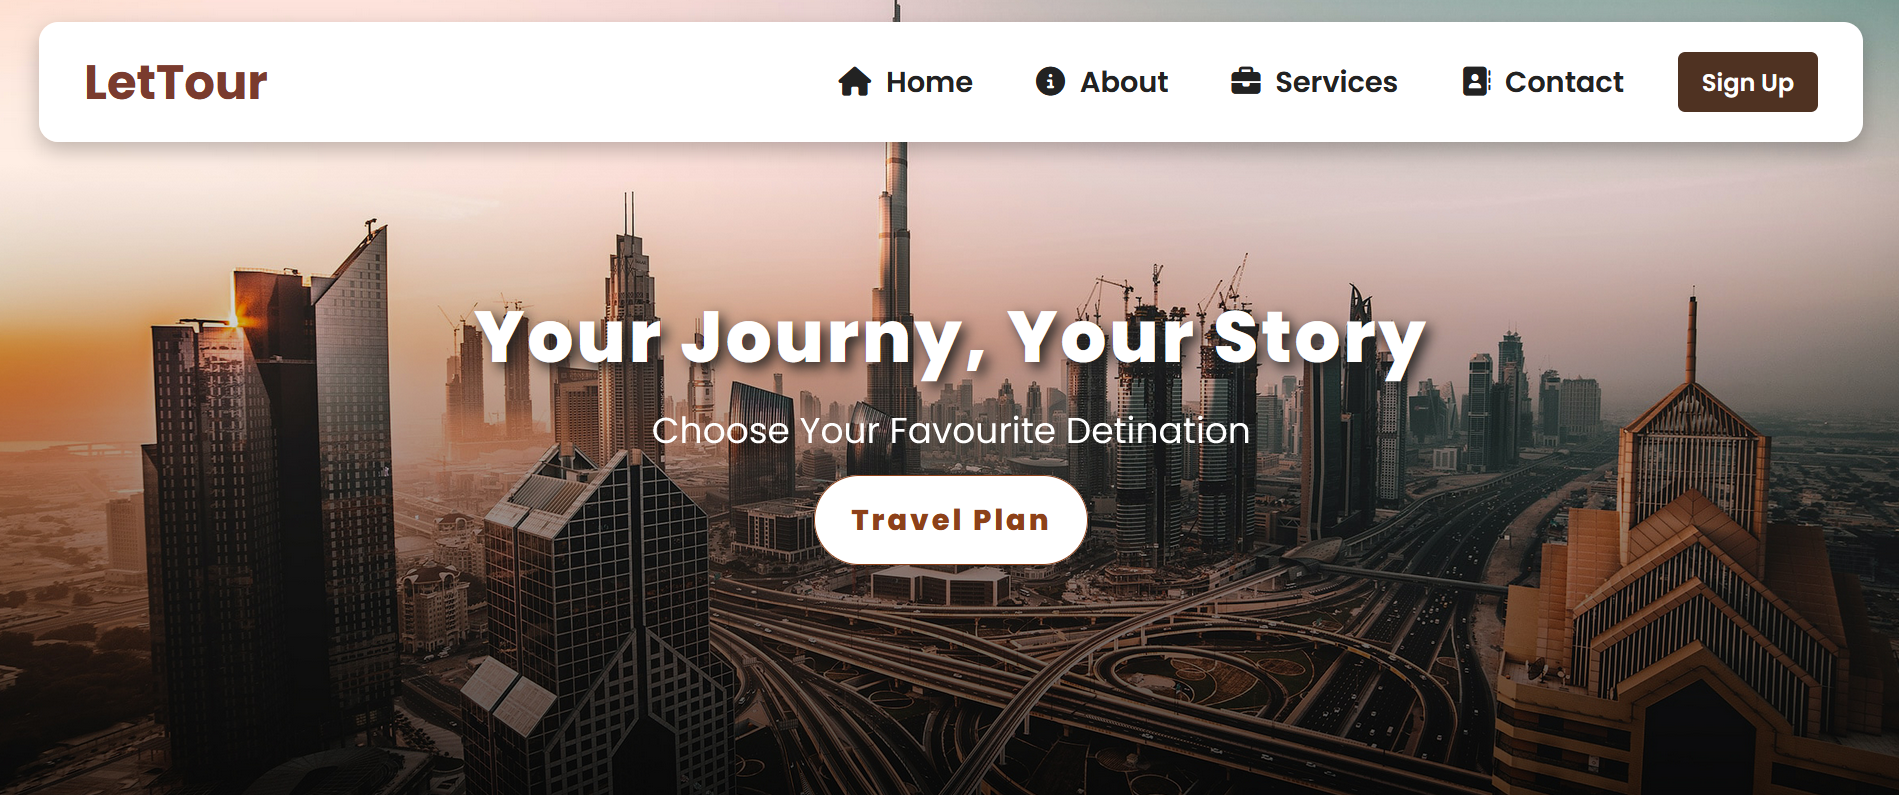 LetTour
Home About Services Contact Sign Up
Your Journy, Your Story
Choose Your Favourite Detination
Travel Plan